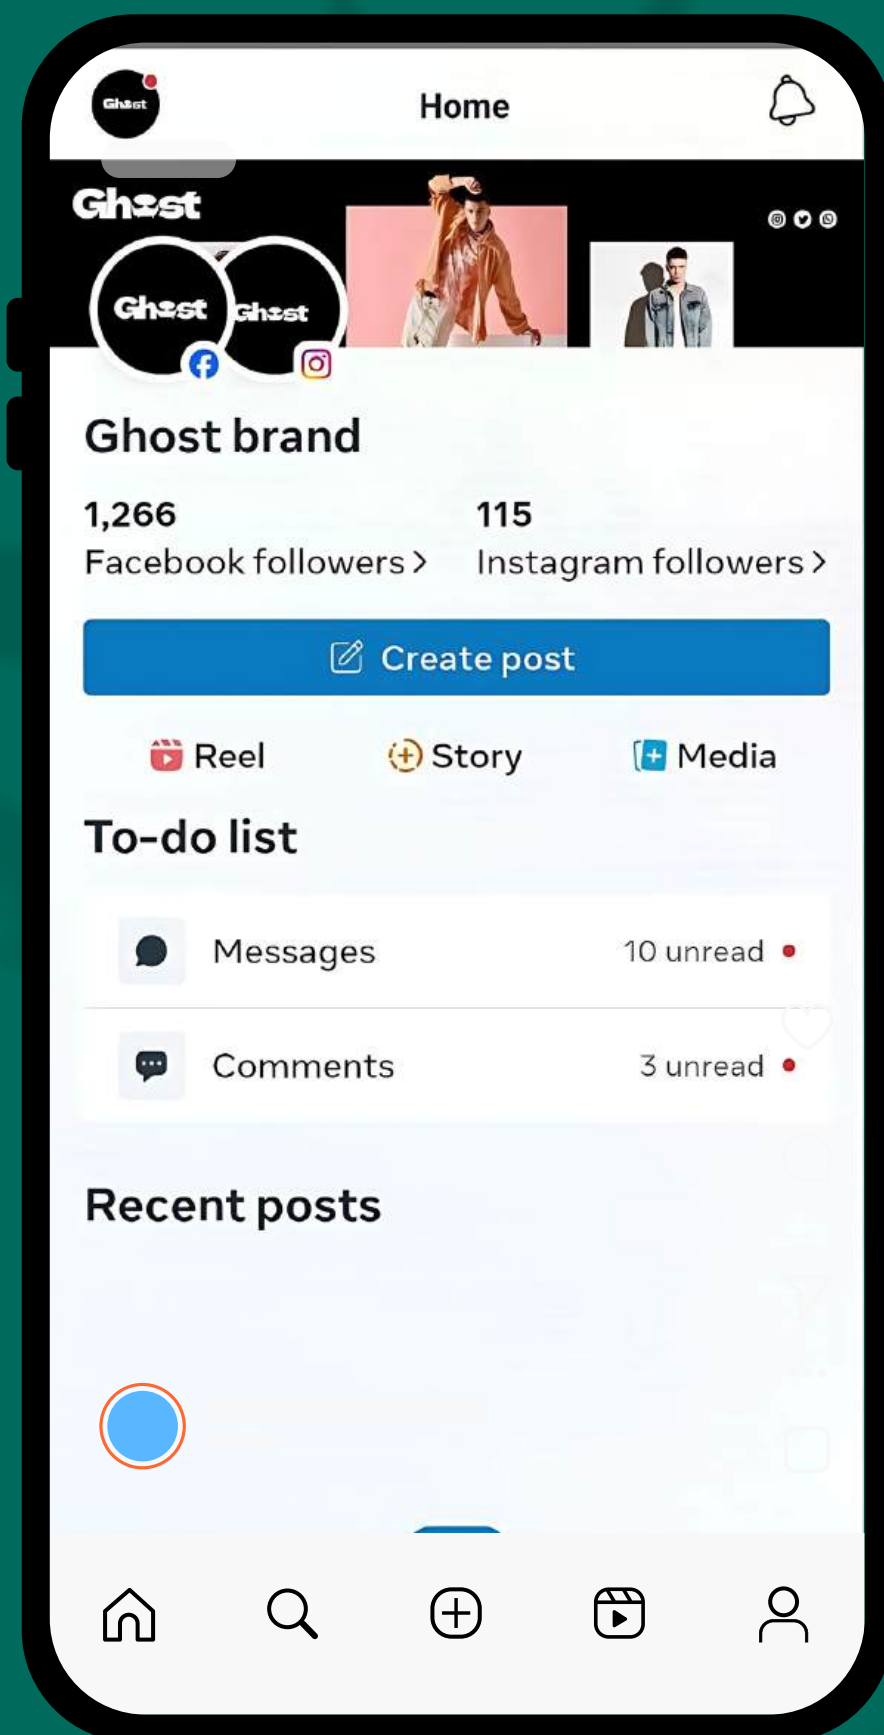 Ghost
Home
Ghost
Ghost
Ghost
Ghost brand
1,266
Facebook followers >
115
Instagram followers >
Create post
Reel
Story
Media
To-do list
Messages
10 unread
Comments
3 unread
Recent posts